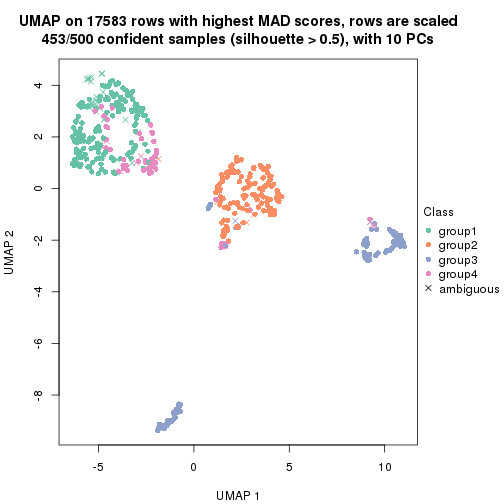 UMAP on 17583 rows with highest MAD scores, rows are scaled
453/500 confident samples (silhouette > 0.5), with 10 PCs
4
2
0
-2
-4
-6
-8
UMAP 2
-5
0
5
10
UMAP 1
Class
group1
group2
group3
group4
ambiguous